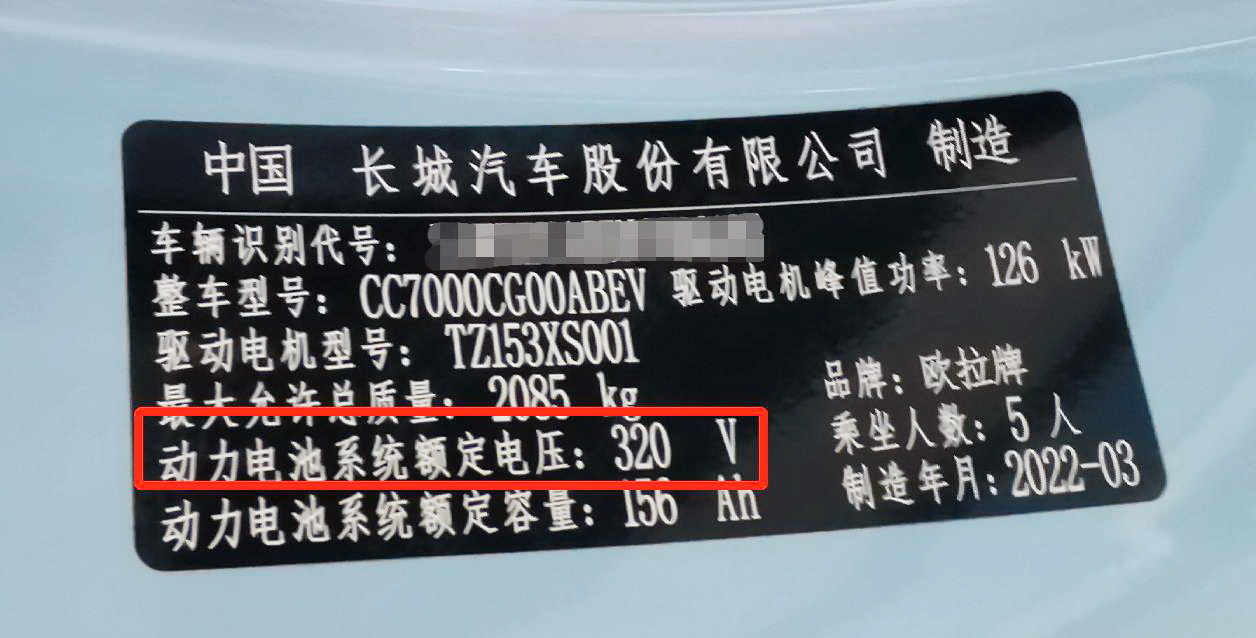 中国 长城汽车股份有限公司 制造
车辆识别代号:
整车型号: CC7000CG00ABEV 驱动电机峰值功率: 126 kW
驱动电机型号: TZ153XS001
最大允许总质量: 2085 kg 品牌: 欧拉牌
动力电池系统额定电压: 320 V 乘坐人数: 5 人
动力电池系统额定容量: 156 Ah 制造年月: 2022-03